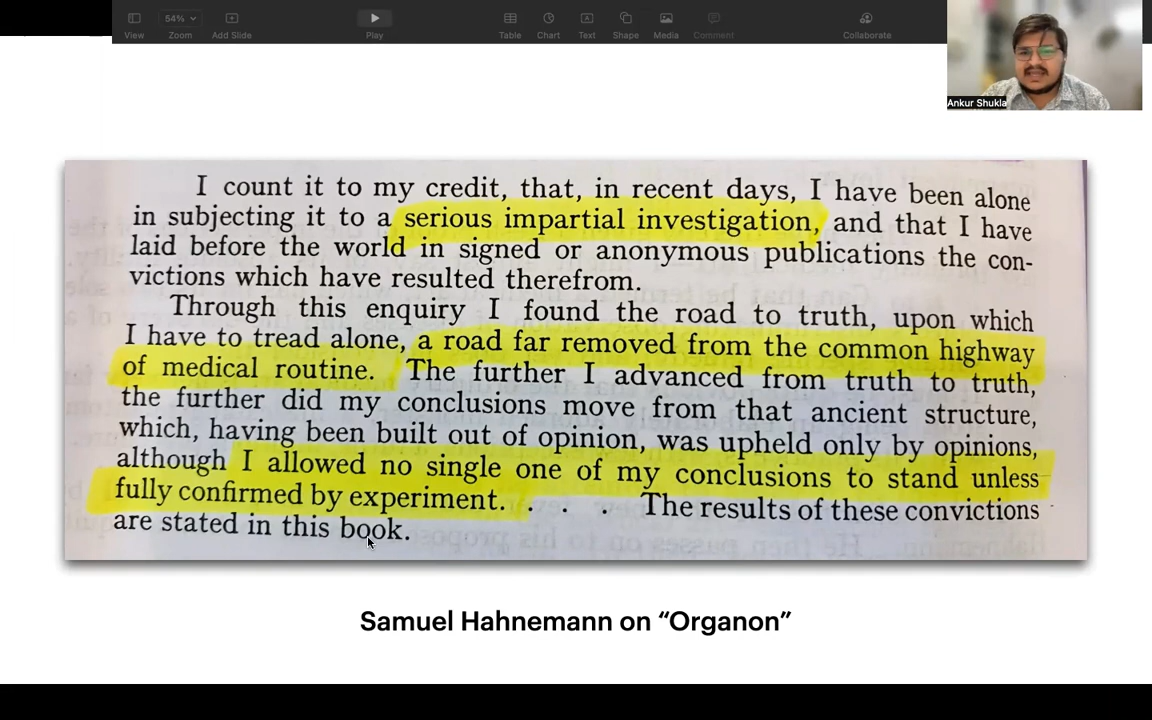 54%
View
Zoom
Add Slide
Play
Table
Chart
Text
Shape
Media
Comment
Collaborate
Ankur Shukla
I count it to my credit, that, in recent days, I have been alone
in subjecting it to a serious impartial investigation, and that I have
laid before the world in signed or anonymous publications the con-
victions which have resulted therefrom.
Through this enquiry I found the road to truth, upon which
I have to tread alone, a road far removed from the common highway
of medical routine. The further I advanced from truth to truth,
the further did my conclusions move from that ancient structure,
which, having been built out of opinion, was upheld only by opinions,
although I allowed no single one of my conclusions to stand unless
fully confirmed by experiment. . . . The results of these convictions
are stated in this book.
Samuel Hahnemann on “Organon”